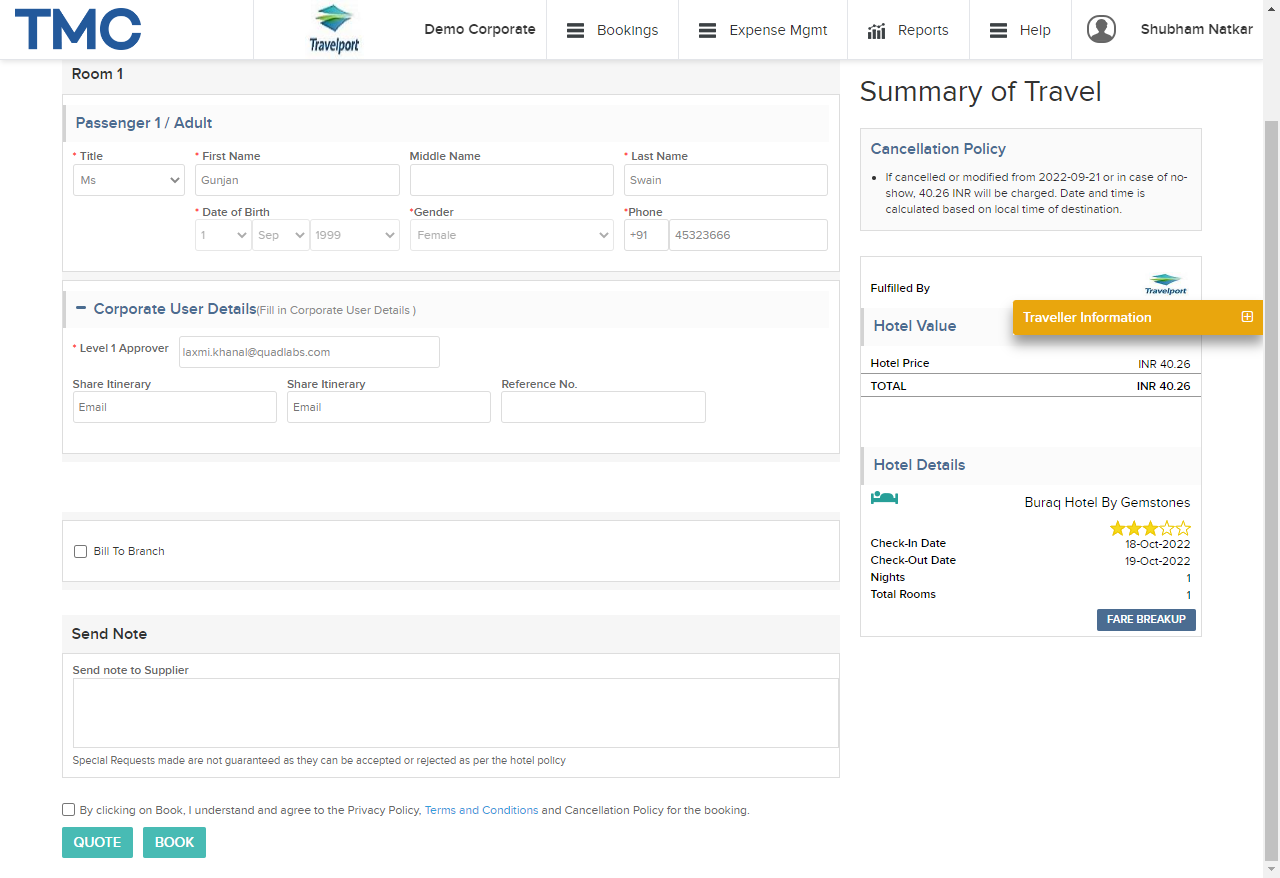 TMC
Travelport
Demo Corporate
Bookings
Expense Mgmt
Reports
Help
Shubham Natkar
Room 1
Passenger 1 / Adult
* Title
* First Name
Middle Name
* Last Name
Ms
Gunjan
Swain
* Date of Birth
*Gender
*Phone
1
Sep
1999
Female
+91
45323666
Corporate User Details(Fill in Corporate User Details )
* Level 1 Approver
laxmi.khanal@quadlabs.com
Share Itinerary
Share Itinerary
Reference No.
Email
Email
Bill To Branch
Send Note
Send note to Supplier
Special Requests made are not guaranteed as they can be accepted or rejected as per the hotel policy
By clicking on Book, I understand and agree to the Privacy Policy, Terms and Conditions and Cancellation Policy for the booking.
QUOTE
BOOK
Summary of Travel
Cancellation Policy
• If cancelled or modified from 2022-09-21 or in case of no-
show, 40.26 INR will be charged. Date and time is
calculated based on local time of destination.
Fulfilled By
Travelport
Traveller Information
Hotel Value
Hotel Price
INR 40.26
TOTAL
INR 40.26
Hotel Details
Buraq Hotel By Gemstones
Check-In Date
18-Oct-2022
Check-Out Date
19-Oct-2022
Nights
1
Total Rooms
1
FARE BREAKUP